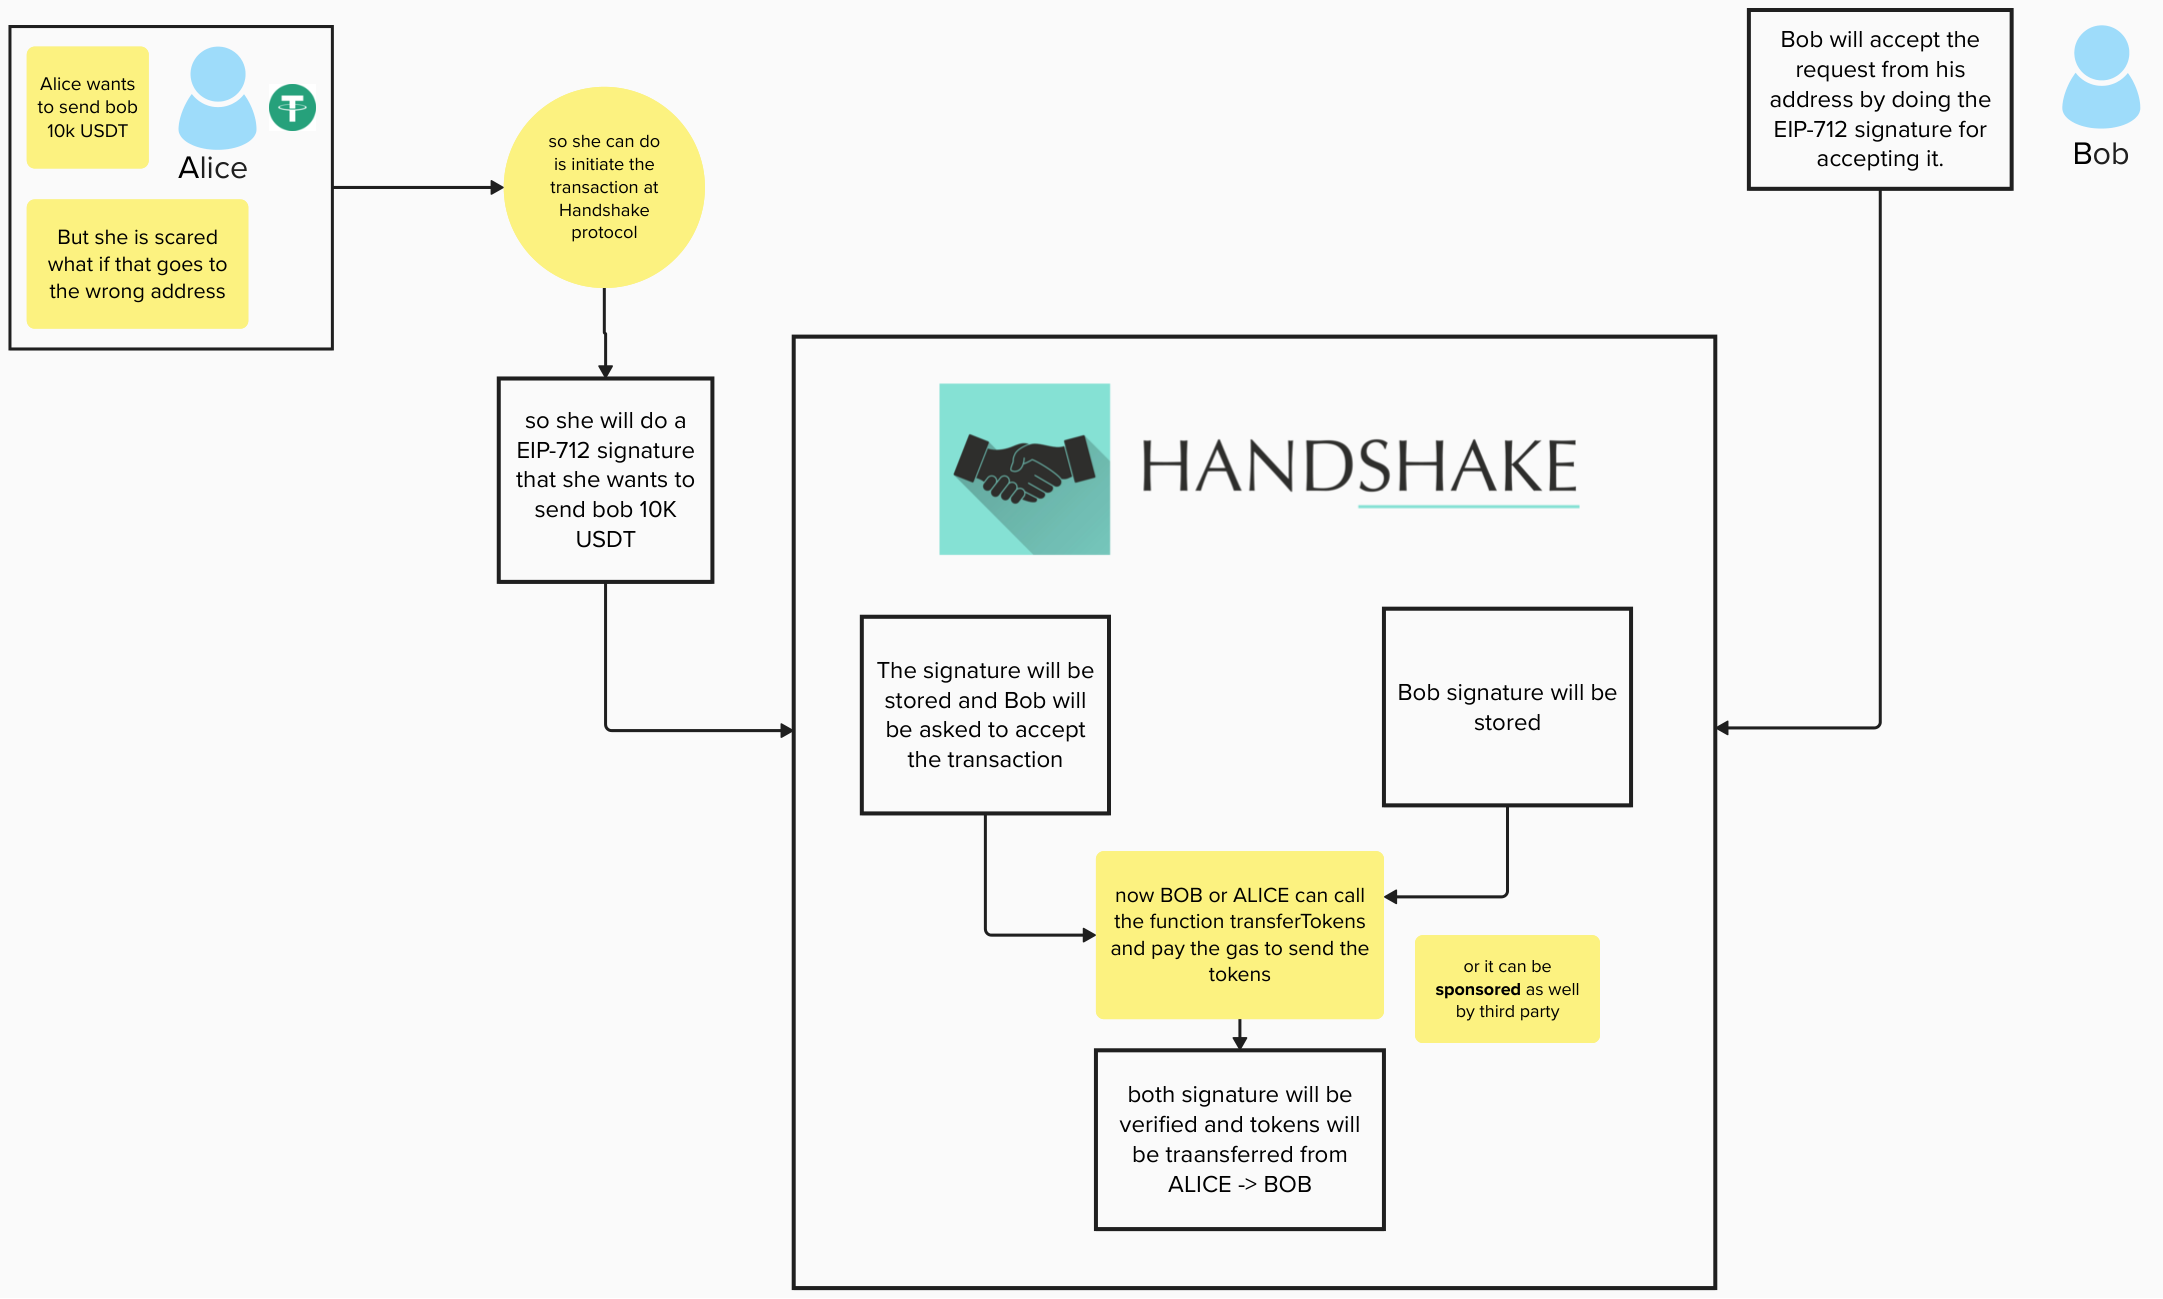 Alice wants
to send bob
10k USDT
Alice
But she is scared
what if that goes to
the wrong address
so she can do
is initiate the
transaction at
Handshake
protocol
so she will do a
EIP-712 signature
that she wants to
send bob 10K
USDT
Bob will accept the
request from his
address by doing the
EIP-712 signature for
accepting it.
Bob
HANDSHAKE
The signature will be
stored and Bob will
be asked to accept
the transaction
Bob signature will be
stored
now BOB or ALICE can call
the function transferTokens
and pay the gas to send the
tokens
or it can be
sponsored as well
by third party
both signature will be
verified and tokens will
be traansferred from
ALICE -> BOB